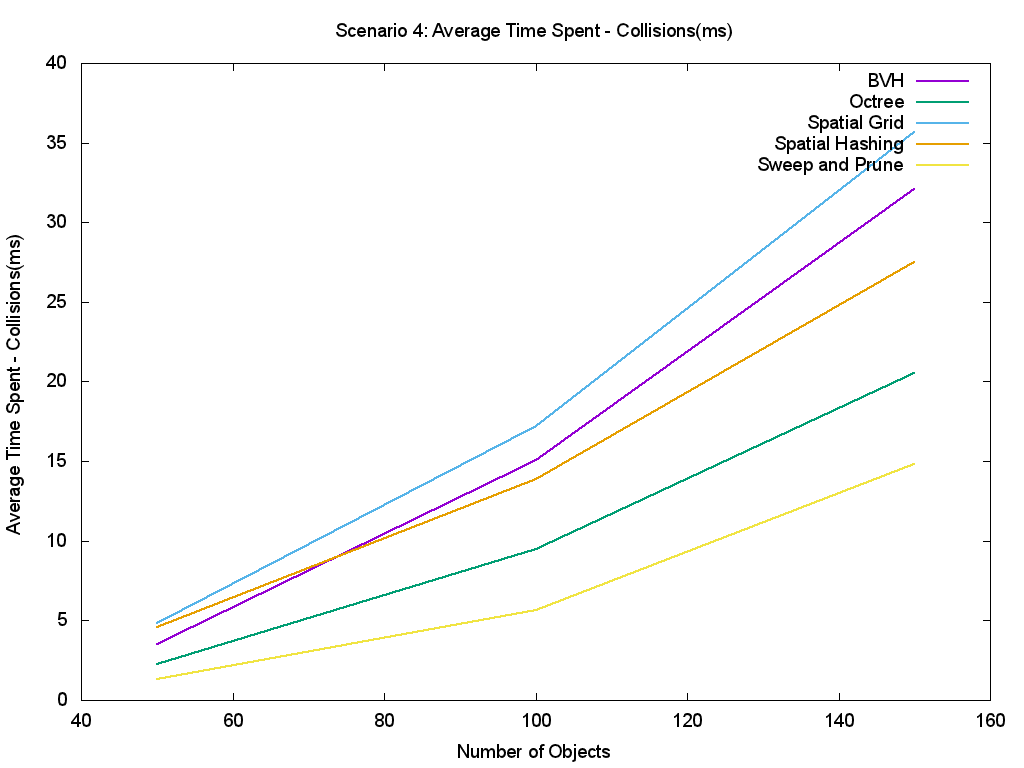 Scenario 4: Average Time Spent - Collisions(ms)
40
35
30
25
20
15
10
5
0
Average Time Spent - Collisions(ms)
BVH
Octree
Spatial Grid
Spatial Hashing
Sweep and Prune
40 60 80 100 120 140 160
Number of Objects